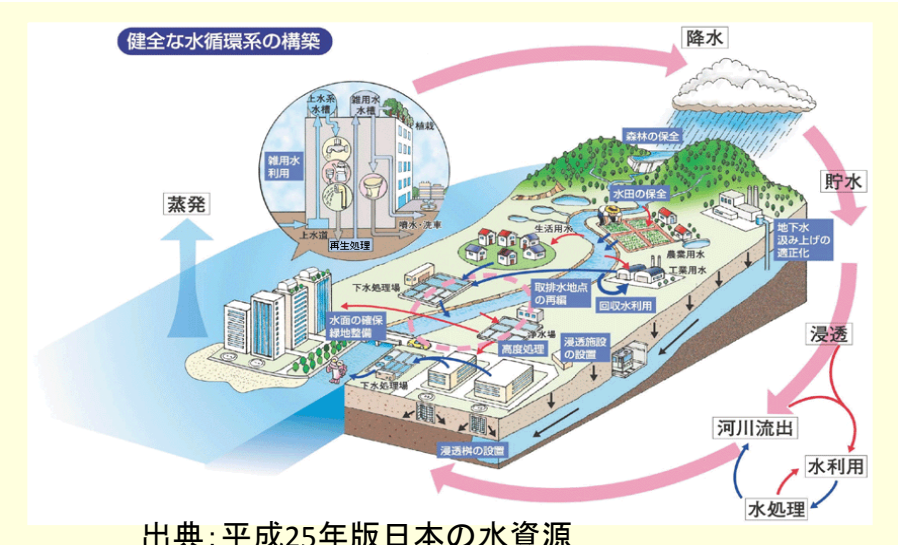 健全な水循環系の構築
降水
上水系
水槽
雑用水
水槽
植栽
森林の保全
雑用水
利用
水田の保全
貯水
蒸発
噴水・洗車
生活用水
地下水
汲み上げの
適正化
上水道
再生処理
農業用水
工業用水
下水処理場
取排水地点
の再編
回収水利用
水面の確保
緑地整備
浄水場
高度処理
浸透施設
の設置
浸透
下水処理場
河川流出
浸透桝の設置
水利用
水処理
出典:平成25年版日本の水資源